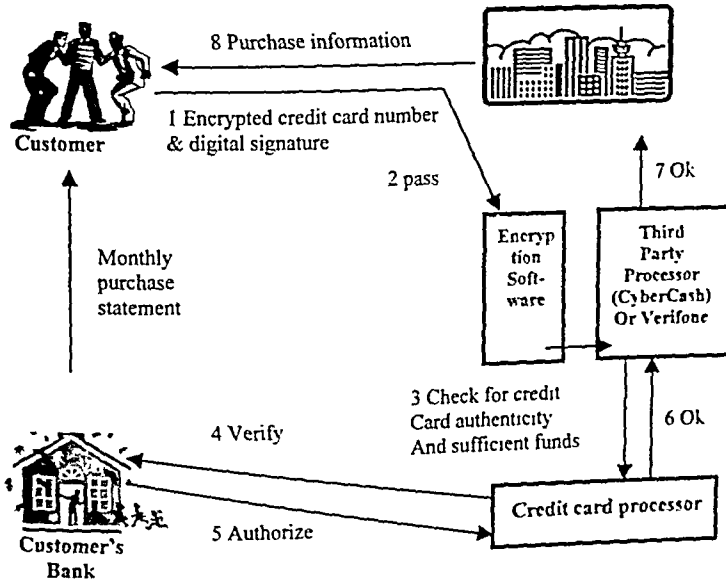 8 Purchase information
1 Encrypted credit card number
& digital signature
Customer
2 pass
7 Ok
Encryp
tion
Soft-
ware
Third
Party
Processor
(CyberCash)
Or Verifone
Monthly
purchase
statement
3 Check for credit
Card authenticity
And sufficient funds
6 Ok
4 Verify
Credit card processor
5 Authorize
Customer's
Bank